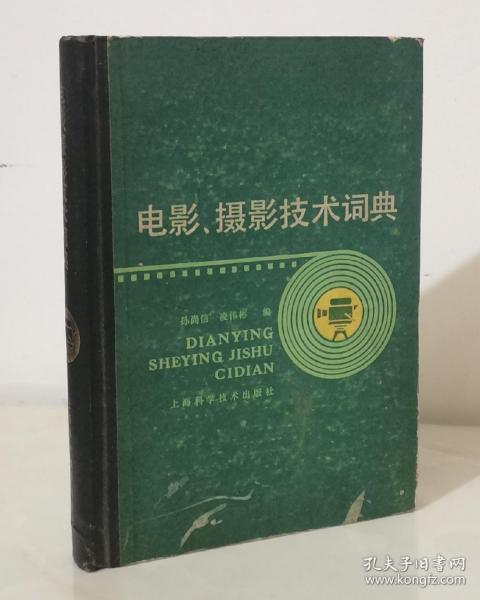 电影、摄影技术词典
孙尚信 凌伟彬 编
DIANYING
SHEYING JISHU
CIDIAN
上海科学技术出版社
孔夫子旧书网
www.kongfz.com